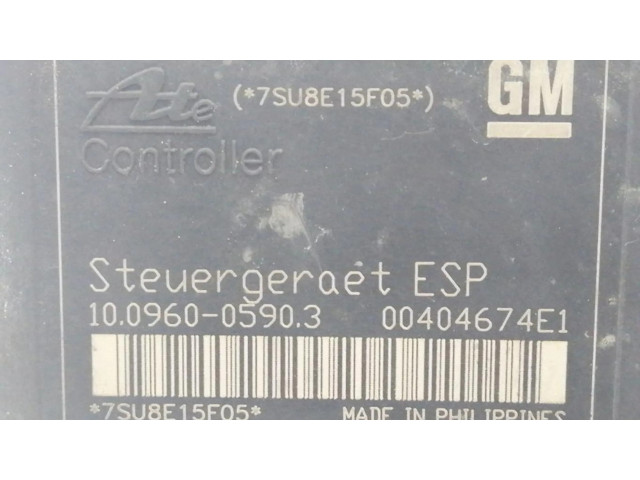 Ate (*7SU8E15F05*) GM
Controller
Steuergeraet ESP
10.0960-0590.3 00404674E1
*7SU8E15F05* MADE IN PHILIPPINES